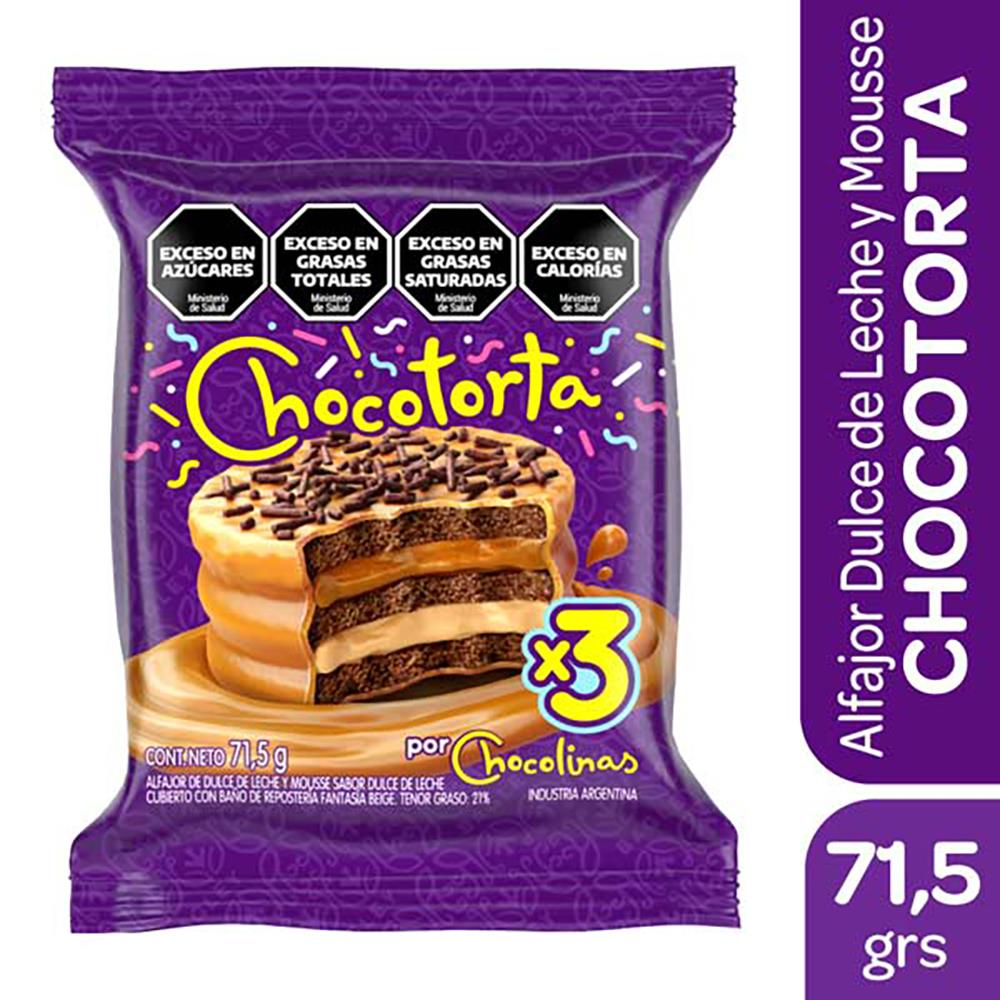 EXCESO EN
AZÚCARES
Ministerio
de Salud
EXCESO EN
GRASAS
TOTALES
Ministerio
de Salud
EXCESO EN
GRASAS
SATURADAS
Ministerio
de Salud
EXCESO EN
CALORÍAS
Ministerio
de Salud
Chocotorta
x3
CONT. NETO 71,5 g
por Chocolinas
ALFAJOR DE DULCE DE LECHE Y MOUSSE SABOR DULCE DE LECHE
CUBIERTO CON BAÑO DE REPOSTERÍA FANTASÍA BEIGE. TENOR GRASO: 21%
INDUSTRIA ARGENTINA
Alfajor Dulce de Leche y Mousse
CHOCOTORTA
71,5
grs